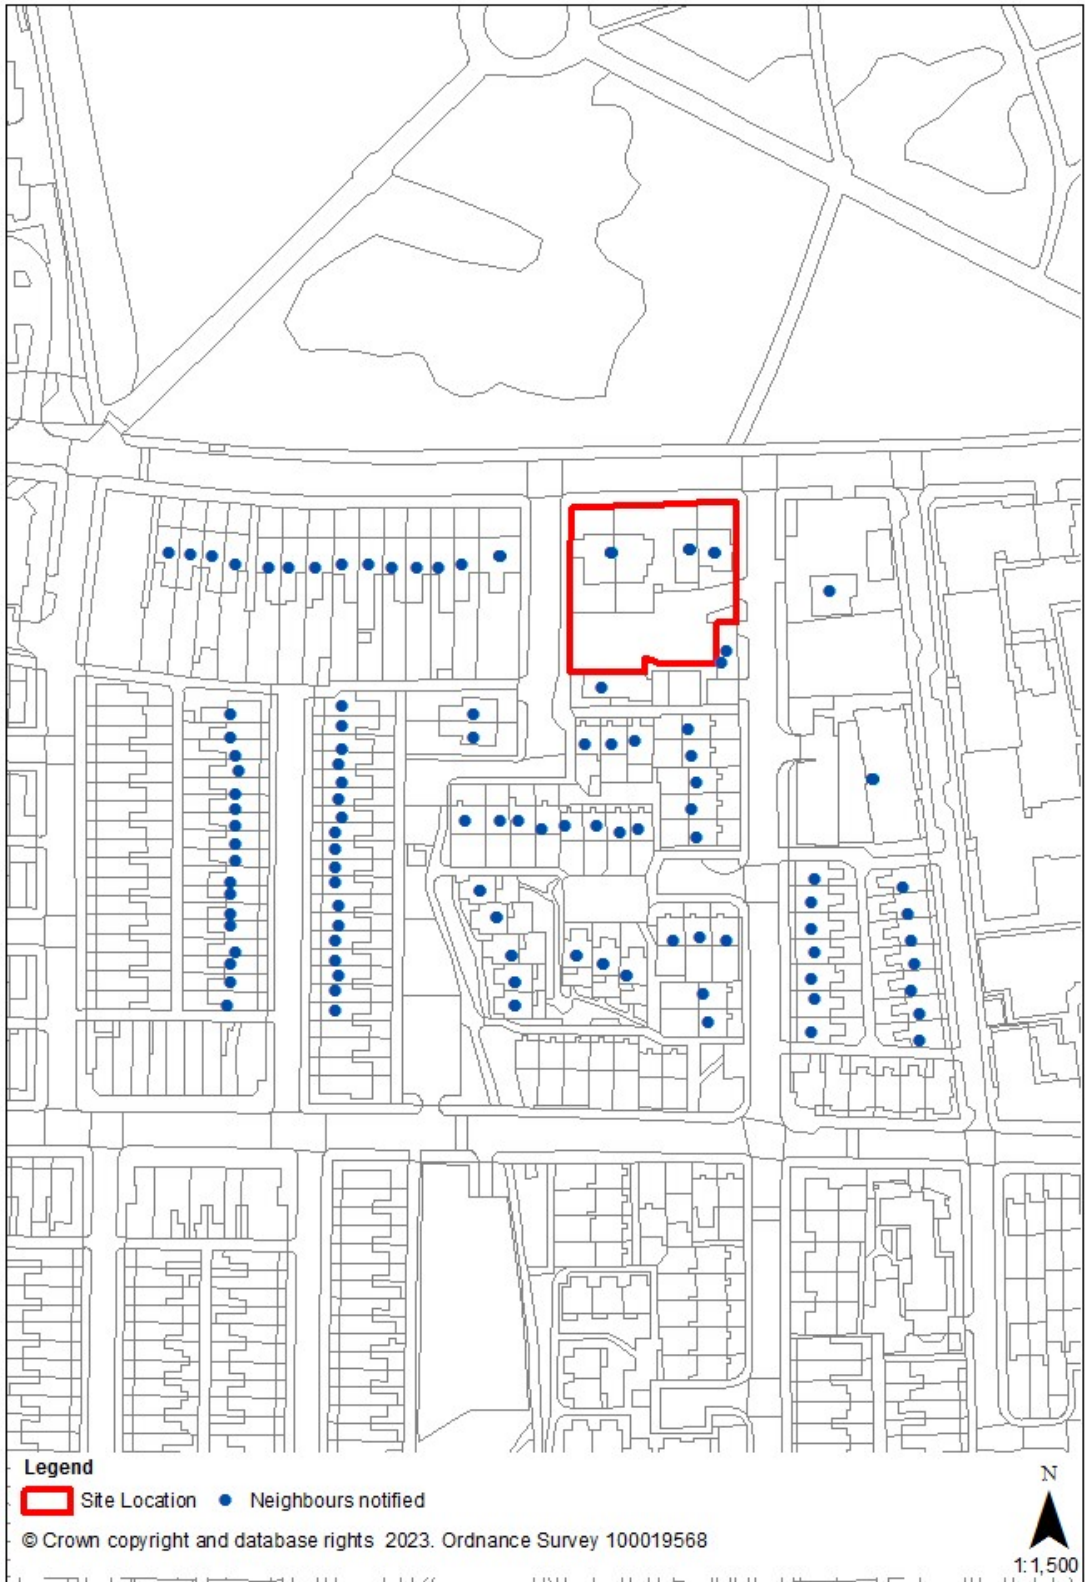 Legend
Site Location Neighbours notified
© Crown copyright and database rights 2023. Ordnance Survey 100019568
N
1:1,500